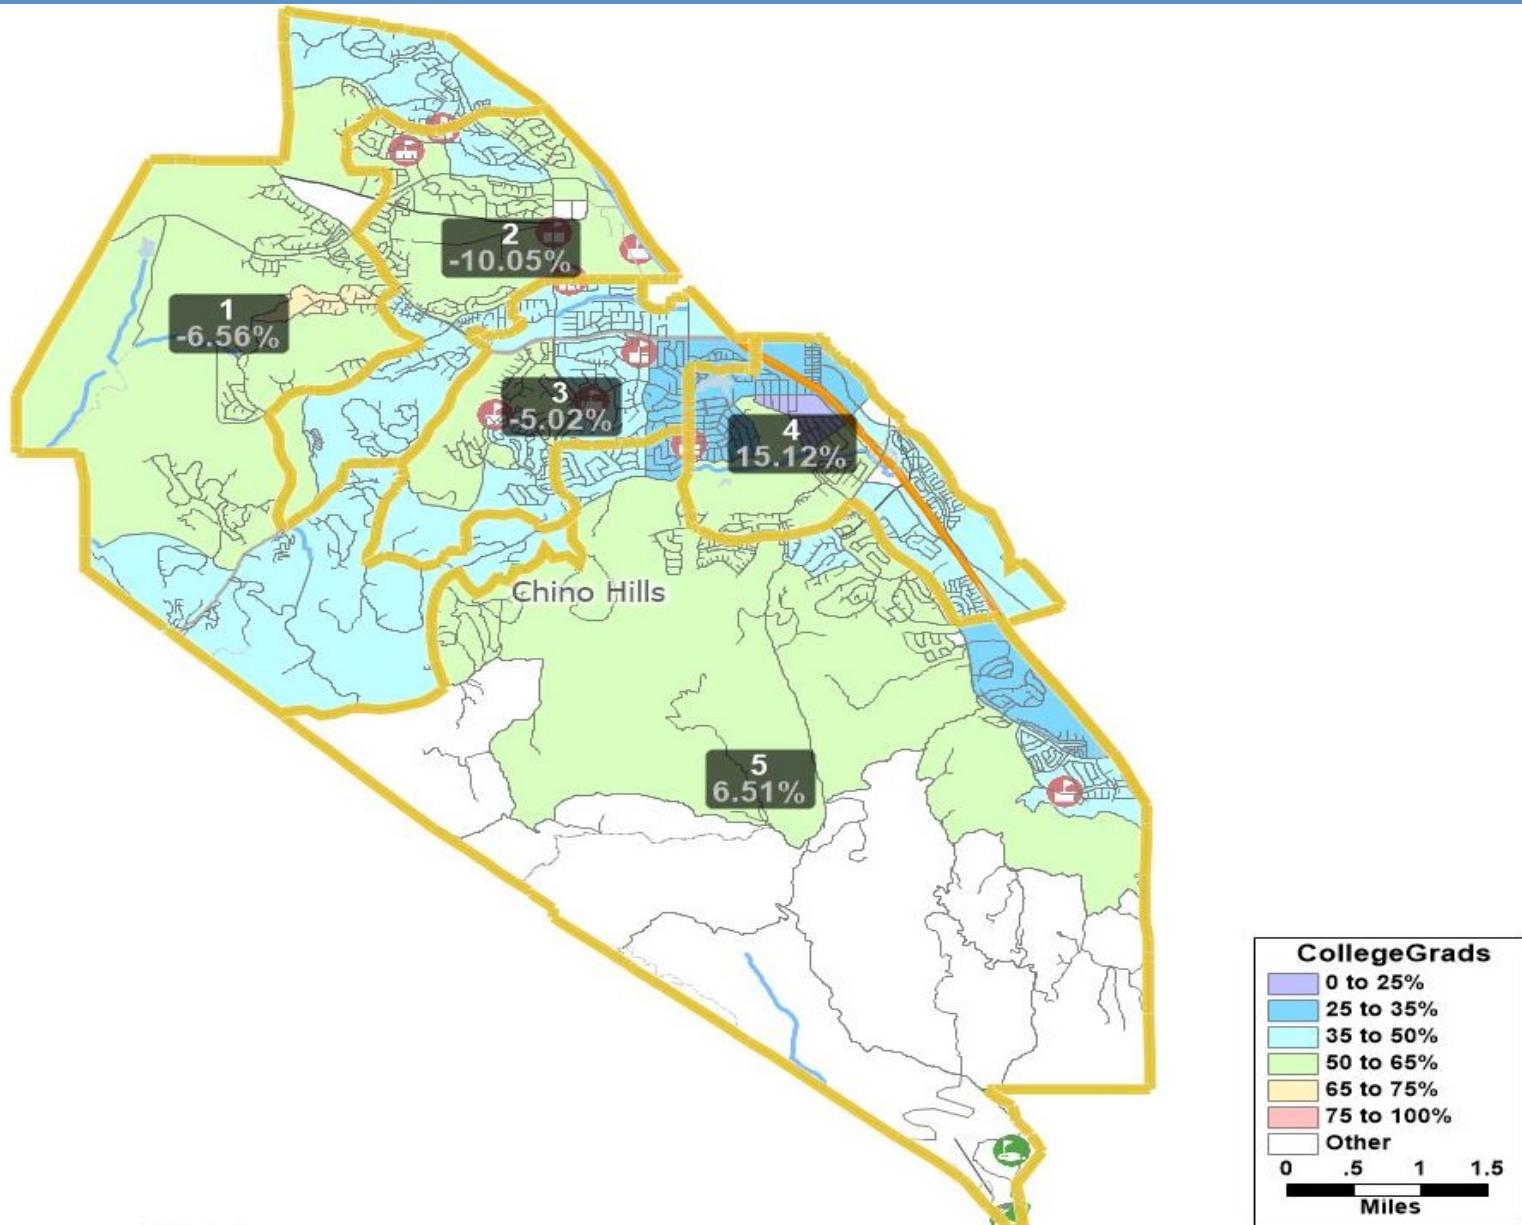 2
-10.05%
1
-6.56%
3
-5.02%
4
15.12%
Chino Hills
5
6.51%
CollegeGrads
0 to 25%
25 to 35%
35 to 50%
50 to 65%
65 to 75%
75 to 100%
Other
0 .5 1 1.5
Miles